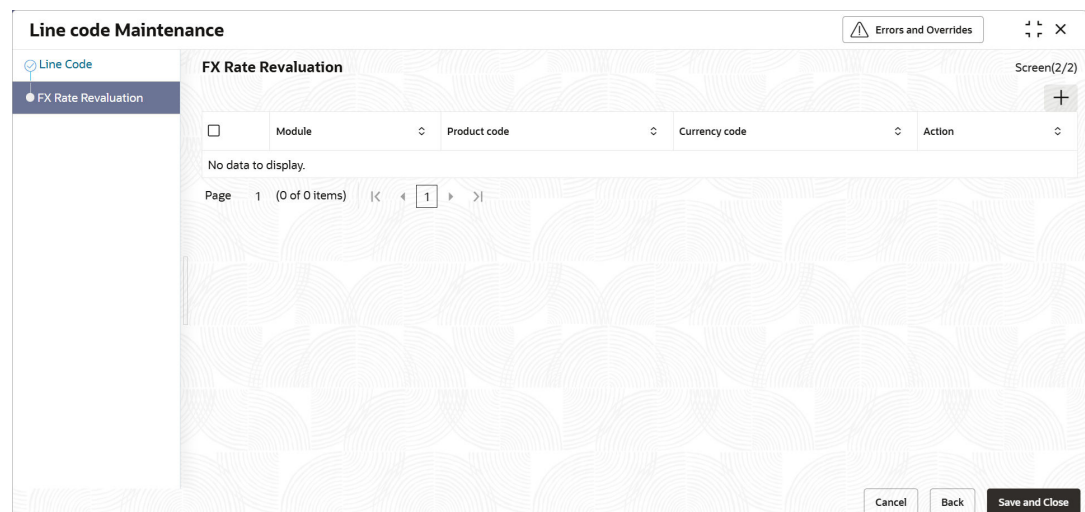 Line code Maintenance
Errors and Overrides
Line Code
FX Rate Revaluation
FX Rate Revaluation
Screen(2/2)
Module Product code Currency code Action
No data to display.
Page 1 (0 of 0 items) 1
Cancel Back Save and Close